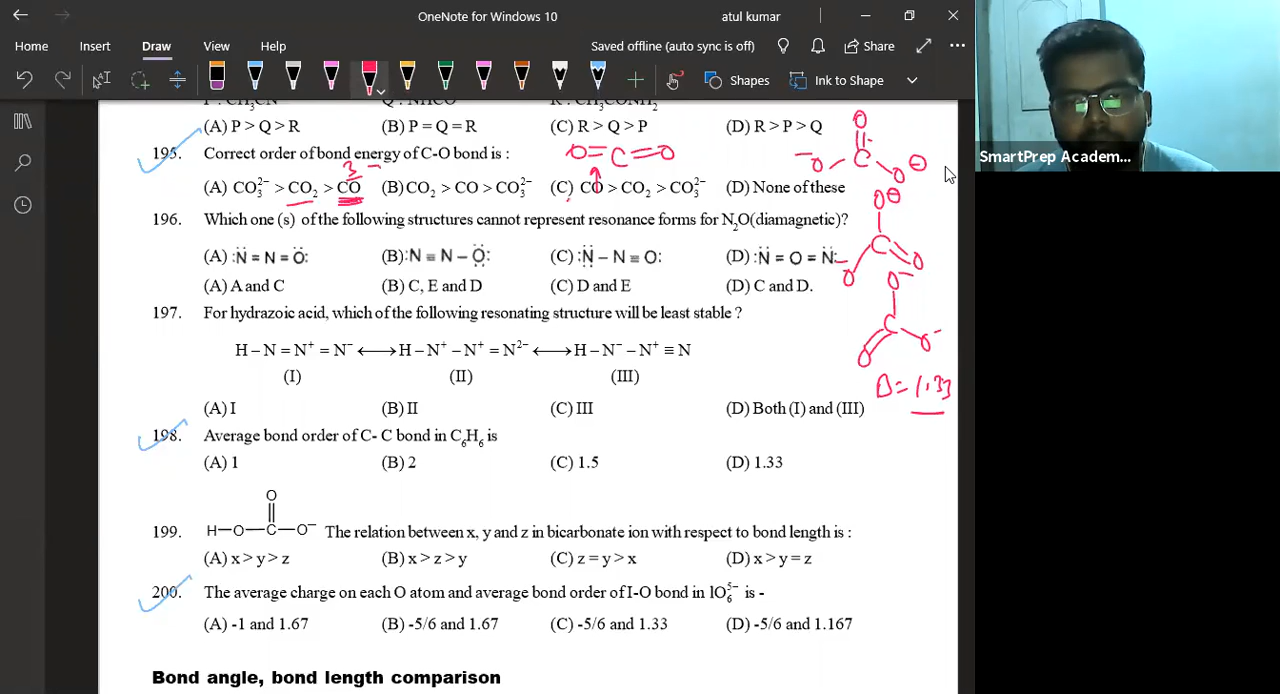 OneNote for Windows 10
atul kumar
Home Insert Draw View Help
Saved offline (auto sync is off)
Share
Shapes
Ink to Shape
P : CH₃CN Q : NHCO R : CH₃CONH₂
(A) P > Q > R (B) P = Q = R (C) R > Q > P (D) R > P > Q
195. Correct order of bond energy of C-O bond is :
(A) CO₃²⁻ > CO₂ > CO (B) CO₂ > CO > CO₃²⁻ (C) CO > CO₂ > CO₃²⁻ (D) None of these
3
O=C=O
196. Which one (s) of the following structures cannot represent resonance forms for N₂O(diamagnetic)?
(A) :N̈ = N = Ö: (B):N ≡ N – Ö: (C) :N̈ – N ≡ O: (D) :N̈ = O = N̈:
(A) A and C (B) C, E and D (C) D and E (D) C and D.
197. For hydrazoic acid, which of the following resonating structure will be least stable ?
H – N = N⁺ = N⁻ ⟷ H – N⁺ – N⁺ = N²⁻ ⟷ H – N⁻ – N⁺ ≡ N
(I) (II) (III)
(A) I (B) II (C) III (D) Both (I) and (III)
B = 1.33
198. Average bond order of C- C bond in C₆H₆ is
(A) 1 (B) 2 (C) 1.5 (D) 1.33
O
199. H–O–C–O⁻ The relation between x, y and z in bicarbonate ion with respect to bond length is :
(A) x > y > z (B) x > z > y (C) z = y > x (D) x > y = z
200. The average charge on each O atom and average bond order of I-O bond in IO₆⁵⁻ is -
(A) -1 and 1.67 (B) -5/6 and 1.67 (C) -5/6 and 1.33 (D) -5/6 and 1.167
Bond angle, bond length comparison
SmartPrep Academ...